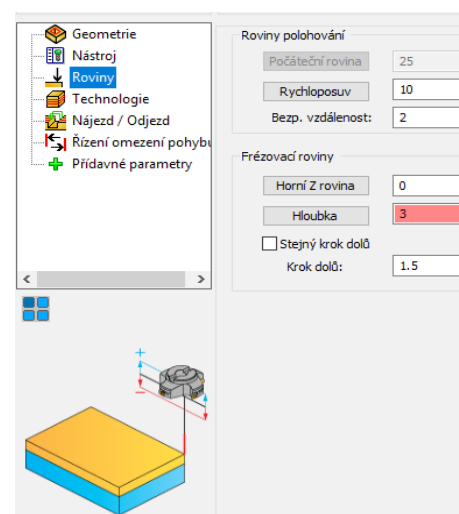 Geometrie
Nástroj
Roviny
Technologie
Nájezd / Odjezd
Řízení omezení pohybu
Přídavné parametry
Roviny polohování
Počáteční rovina 25
Rychloposuv 10
Bezp. vzdálenost: 2
Frézovací roviny
Horní Z rovina 0
Hloubka 3
Stejný krok dolů
Krok dolů: 1.5